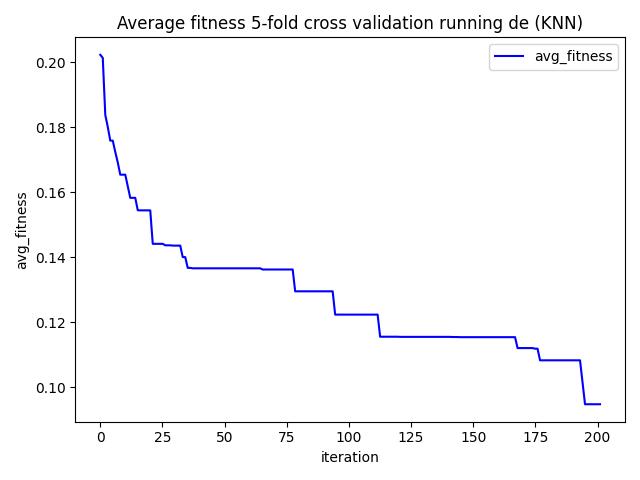 Average fitness 5-fold cross validation running de (KNN)
avg_fitness
0.20
0.18
0.16
0.14
0.12
0.10
avg_fitness
0 25 50 75 100 125 150 175 200
iteration